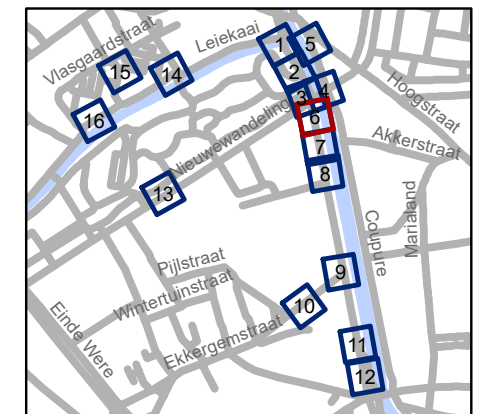 Vlasgaardstraat
Leiekaai
1
5
2
15
14
3
4
Hoogstraat
16
6
Nieuwewandeling
7
Akkerstraat
8
13
Marialand
Coupure
Pijlstraat
9
Wintertuinstraat
10
Einde Were
Ekkergemstraat
11
12